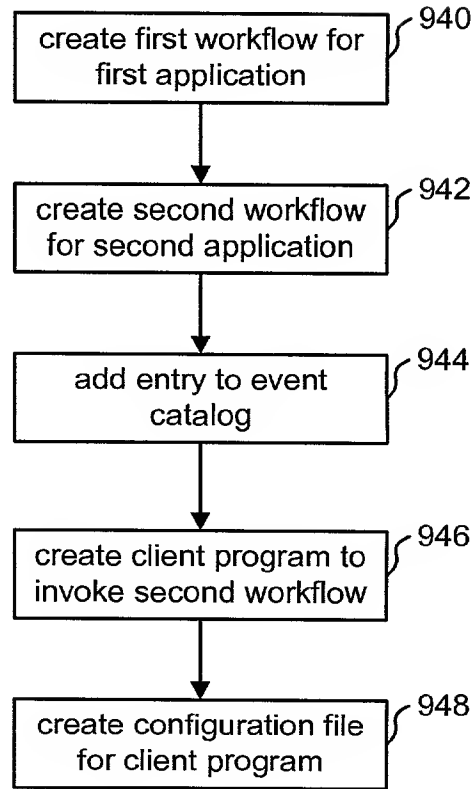 940
create first workflow for
first application
942
create second workflow
for second application
944
add entry to event
catalog
946
create client program to
invoke second workflow
948
create configuration file
for client program